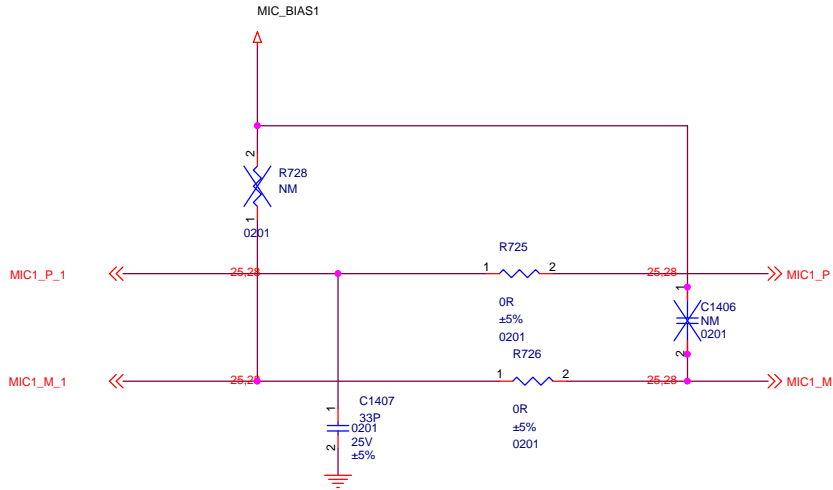 MIC_BIAS1
2
R728
NM
1
0201
R725
MIC1_P_1
25,28
1
2
25,28
MIC1_P
0R
±5%
0201
1
C1406
NM
0201
2
R726
MIC1_M_1
25,28
1
2
25,28
MIC1_M
0R
±5%
0201
C1407
33P
1
0201
25V
2
±5%